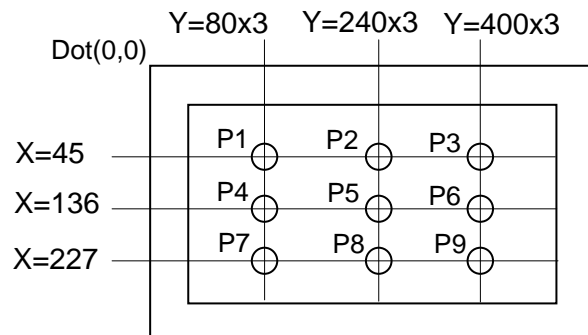 Y=80x3 Y=240x3 Y=400x3
Dot(0,0)
P1 P2 P3
X=45
P4 P5 P6
X=136
P7 P8 P9
X=227